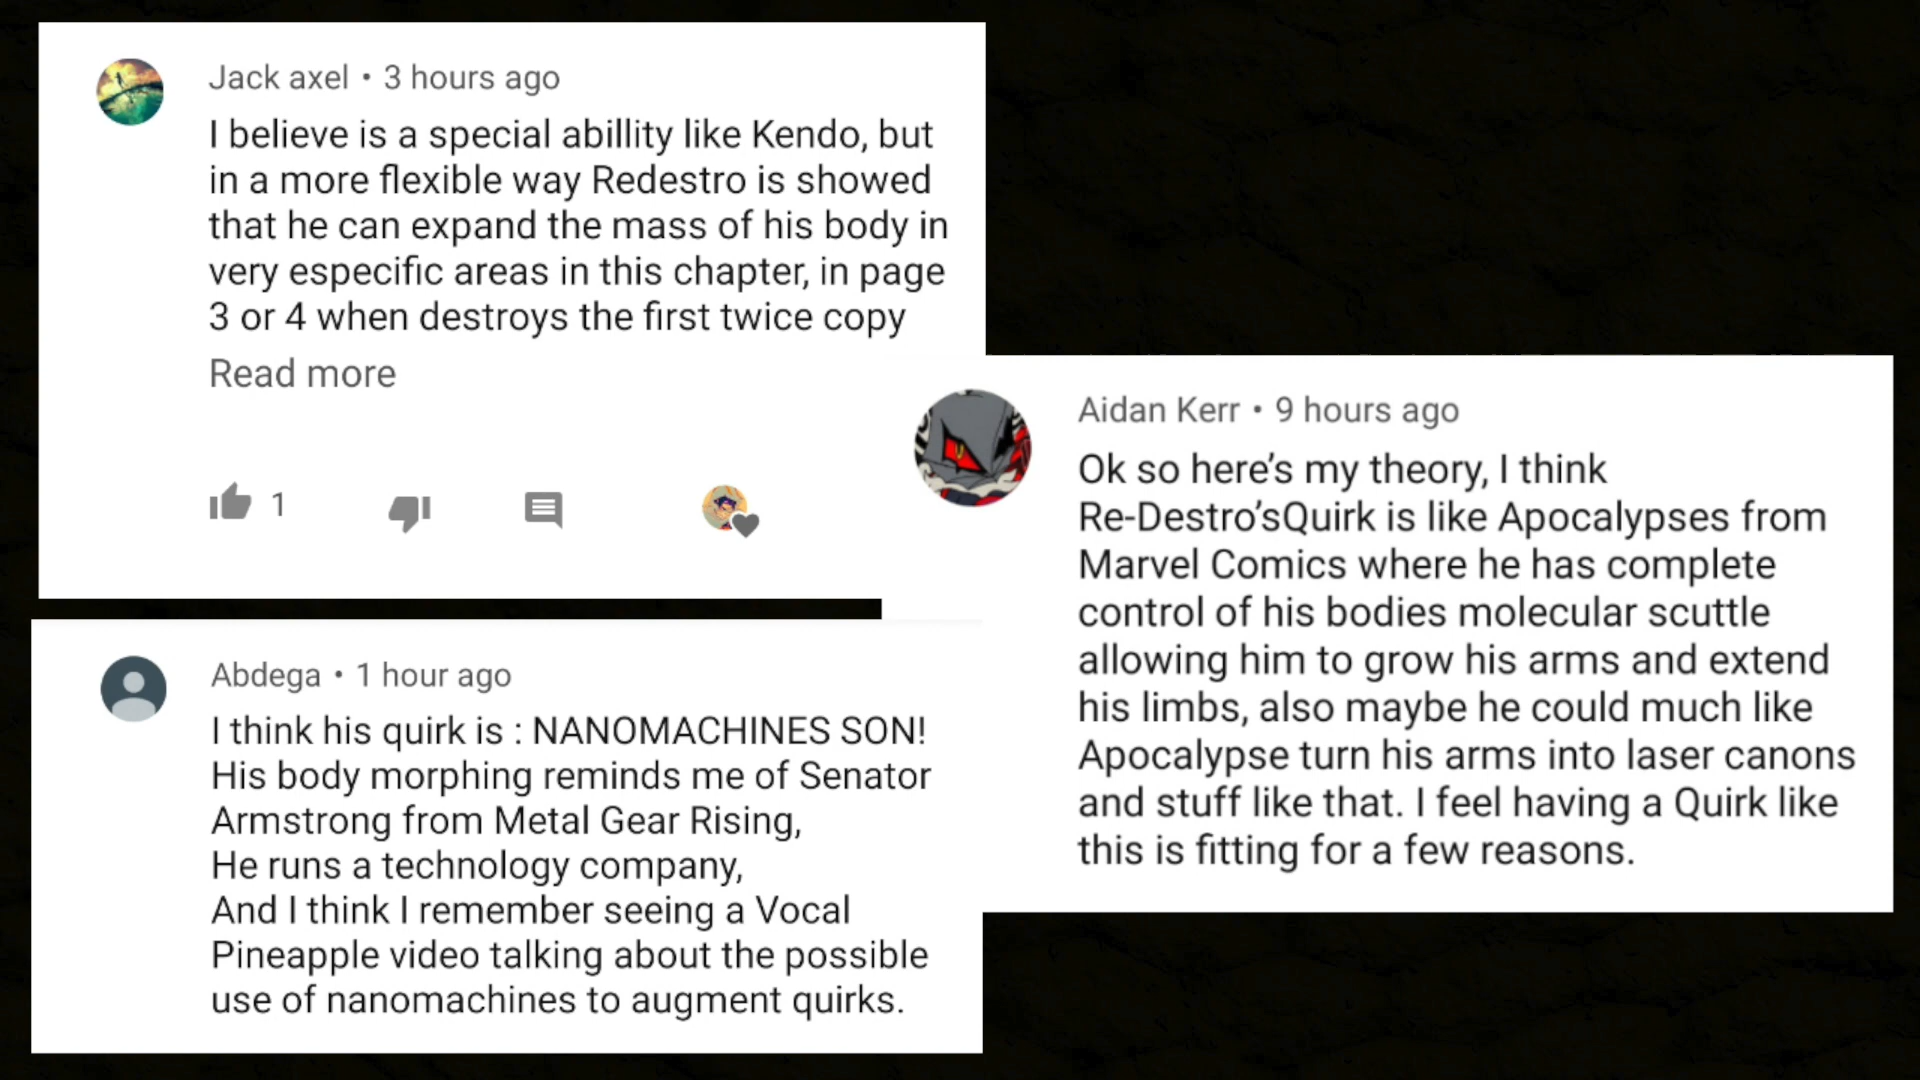 Jack axel • 3 hours ago
I believe is a special abillity like Kendo, but
in a more flexible way Redestro is showed
that he can expand the mass of his body in
very especific areas in this chapter, in page
3 or 4 when destroys the first twice copy
Read more
1
Abdega • 1 hour ago
I think his quirk is : NANOMACHINES SON!
His body morphing reminds me of Senator
Armstrong from Metal Gear Rising,
He runs a technology company,
And I think I remember seeing a Vocal
Pineapple video talking about the possible
use of nanomachines to augment quirks.
Aidan Kerr • 9 hours ago
Ok so here’s my theory, I think
Re-Destro’sQuirk is like Apocalypses from
Marvel Comics where he has complete
control of his bodies molecular scuttle
allowing him to grow his arms and extend
his limbs, also maybe he could much like
Apocalypse turn his arms into laser canons
and stuff like that. I feel having a Quirk like
this is fitting for a few reasons.